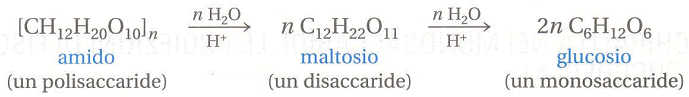 [CH₁₂H₂₀O₁₀]ₙ n H₂O H⁺ n C₁₂H₂₂O₁₁ n H₂O H⁺ 2n C₆H₁₂O₆
amido maltosio glucosio
(un polisaccaride) (un disaccaride) (un monosaccaride)